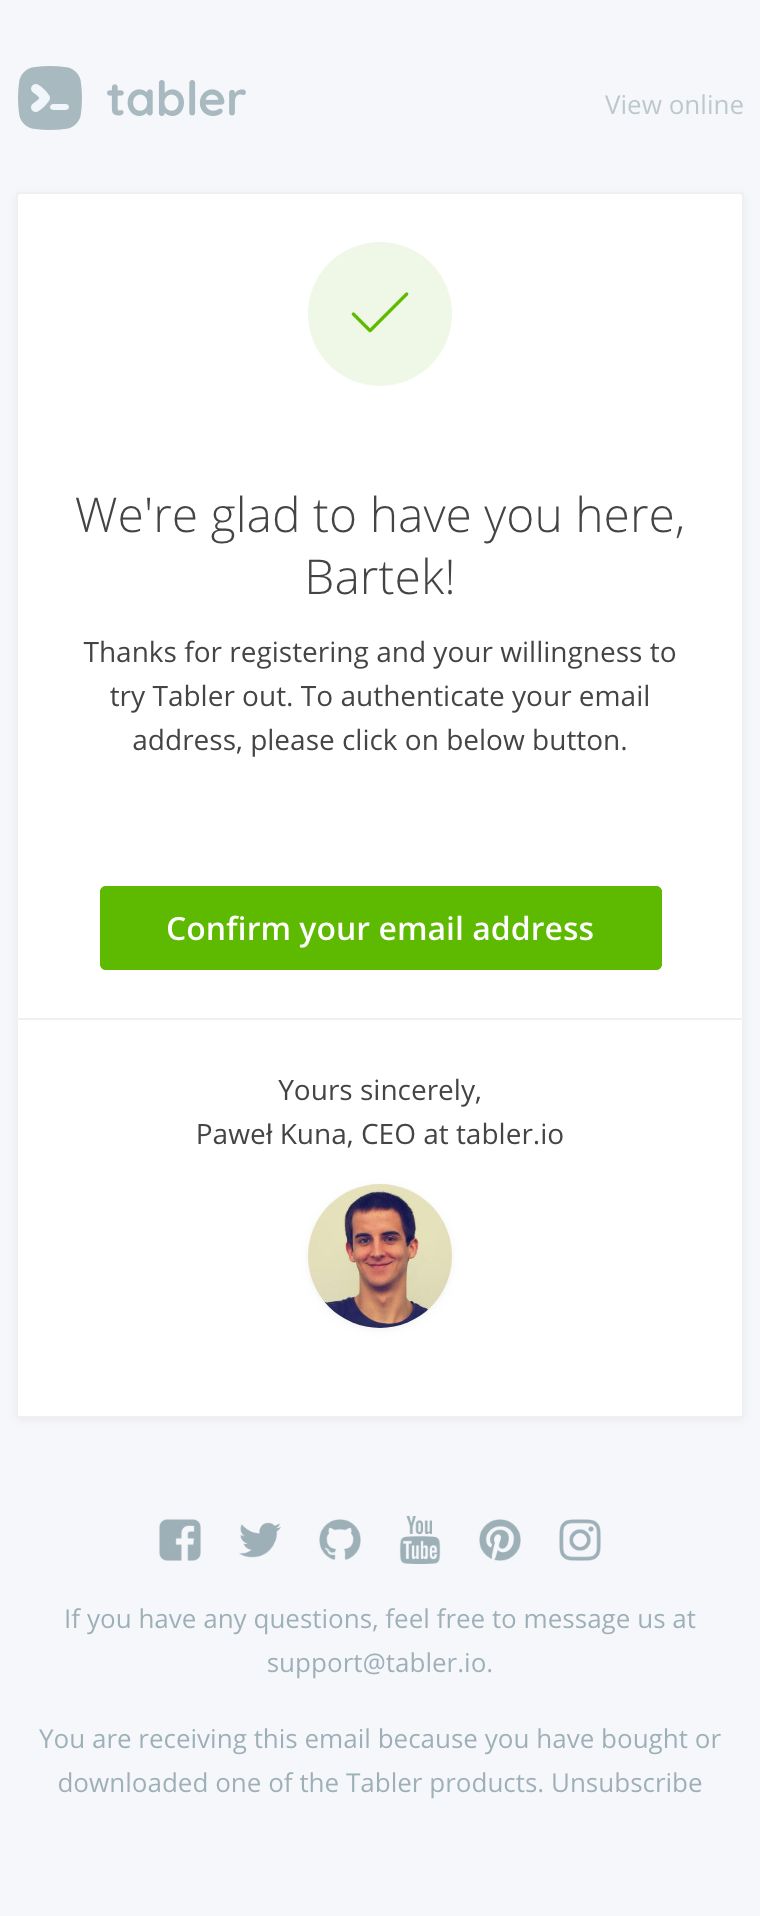 tabler
View online
We're glad to have you here,
Bartek!
Thanks for registering and your willingness to
try Tabler out. To authenticate your email
address, please click on below button.
Confirm your email address
Yours sincerely,
Paweł Kuna, CEO at tabler.io
You
Tube
If you have any questions, feel free to message us at
support@tabler.io.
You are receiving this email because you have bought or
downloaded one of the Tabler products. Unsubscribe